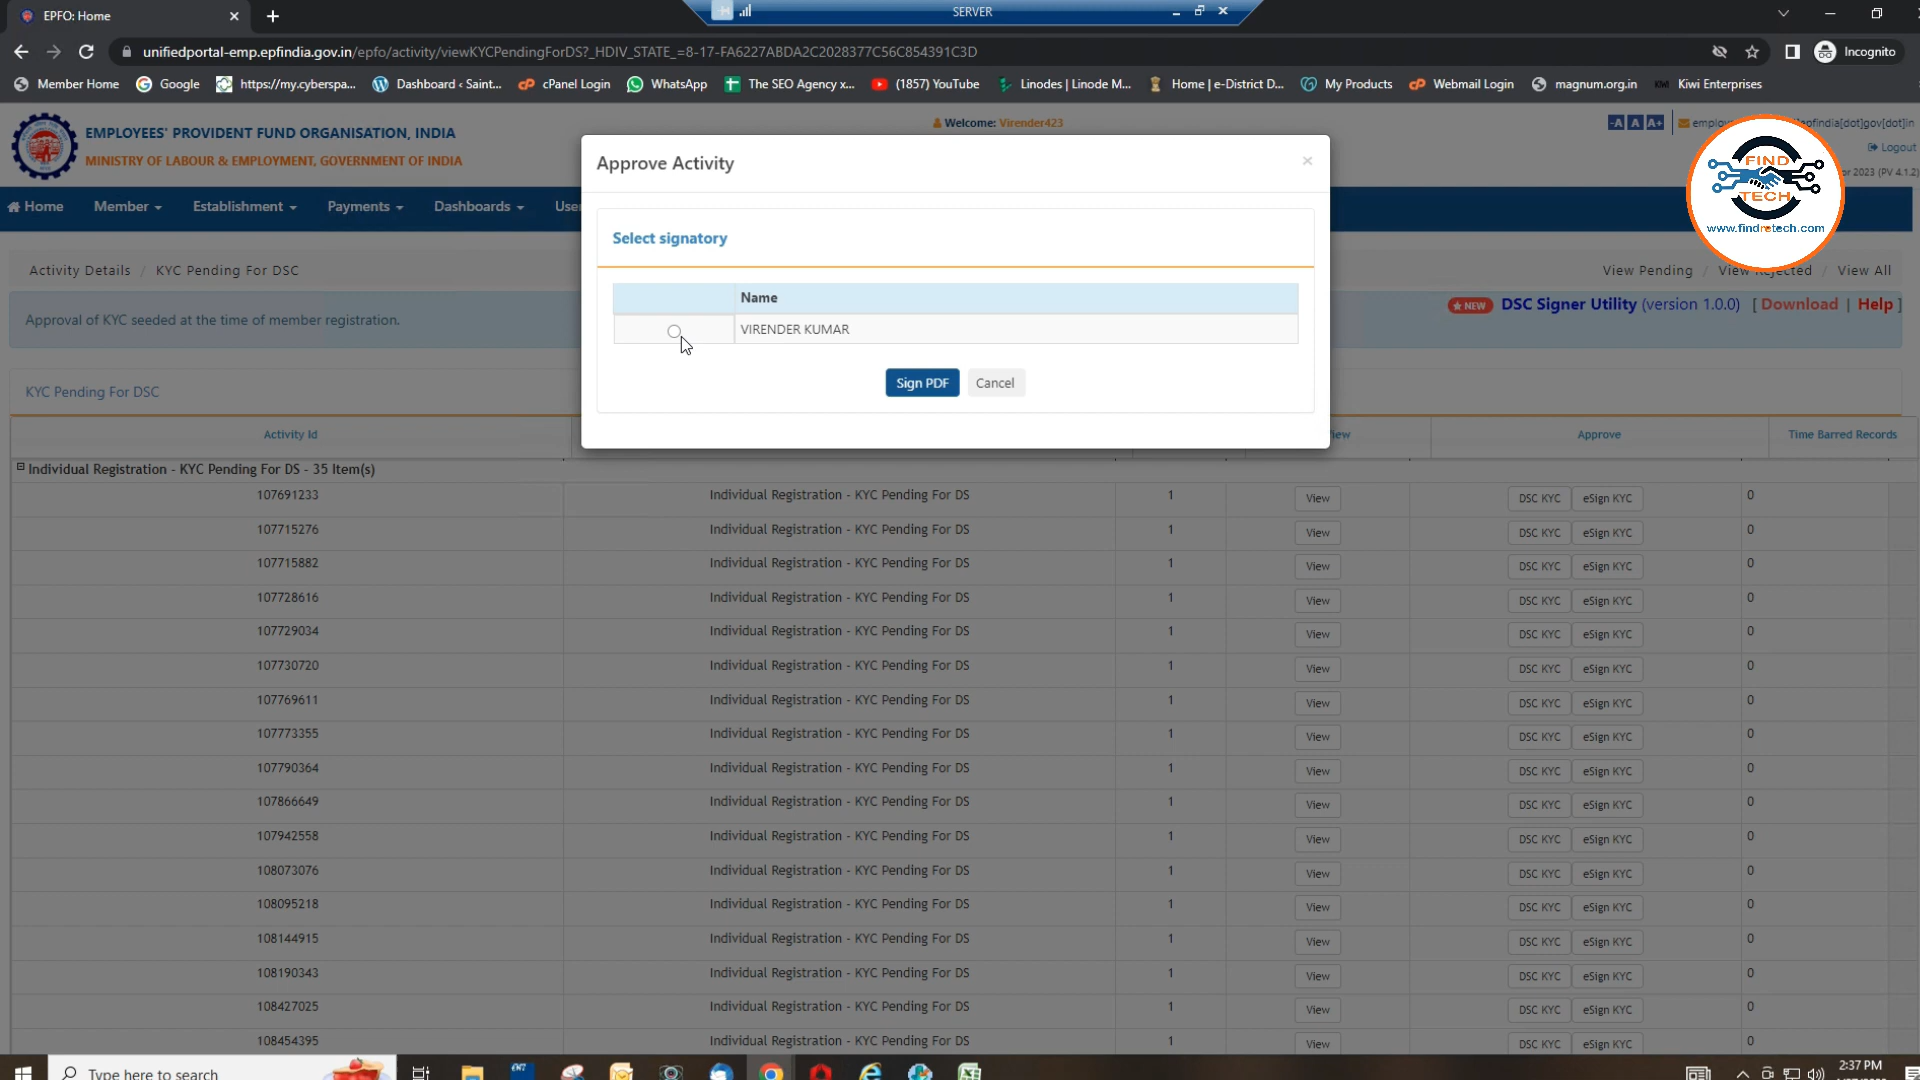 EPFO: Home
SERVER
unifiedportal-emp.epfindia.gov.in/epfo/activity/viewKYCPendingForDS?_HDIV_STATE_=8-17-FA6227ABDA2C2028377C56C854391C3D
Incognito
Member Home Google https://my.cyberspa... Dashboard ‹ Saint... cPanel Login WhatsApp The SEO Agency x... (1857) YouTube Linodes | Linode M... Home | e-District D... My Products Webmail Login magnum.org.in Kiwi Enterprises
EMPLOYEES' PROVIDENT FUND ORGANISATION, INDIA
MINISTRY OF LABOUR & EMPLOYMENT, GOVERNMENT OF INDIA
Welcome: Virender423
-A A A+
epfindia[dot]gov[dot]in
Logout
2023 (PV 4.1.2)
FIND
TECH
www.findretech.com
Home Member Establishment Payments Dashboards
Approve Activity ×
Select signatory
Name
VIRENDER KUMAR
Sign PDF Cancel
Activity Details / KYC Pending For DSC
View Pending / View Rejected / View All
Approval of KYC seeded at the time of member registration.
NEW DSC Signer Utility (version 1.0.0) [ Download | Help ]
KYC Pending For DSC
Activity Id View Approve Time Barred Records
Individual Registration - KYC Pending For DS - 35 Item(s)
107691233 Individual Registration - KYC Pending For DS 1 View DSC KYC eSign KYC 0
107715276 Individual Registration - KYC Pending For DS 1 View DSC KYC eSign KYC 0
107715882 Individual Registration - KYC Pending For DS 1 View DSC KYC eSign KYC 0
107728616 Individual Registration - KYC Pending For DS 1 View DSC KYC eSign KYC 0
107729034 Individual Registration - KYC Pending For DS 1 View DSC KYC eSign KYC 0
107730720 Individual Registration - KYC Pending For DS 1 View DSC KYC eSign KYC 0
107769611 Individual Registration - KYC Pending For DS 1 View DSC KYC eSign KYC 0
107773355 Individual Registration - KYC Pending For DS 1 View DSC KYC eSign KYC 0
107790364 Individual Registration - KYC Pending For DS 1 View DSC KYC eSign KYC 0
107866649 Individual Registration - KYC Pending For DS 1 View DSC KYC eSign KYC 0
107942558 Individual Registration - KYC Pending For DS 1 View DSC KYC eSign KYC 0
108073076 Individual Registration - KYC Pending For DS 1 View DSC KYC eSign KYC 0
108095218 Individual Registration - KYC Pending For DS 1 View DSC KYC eSign KYC 0
108144915 Individual Registration - KYC Pending For DS 1 View DSC KYC eSign KYC 0
108190343 Individual Registration - KYC Pending For DS 1 View DSC KYC eSign KYC 0
108427025 Individual Registration - KYC Pending For DS 1 View DSC KYC eSign KYC 0
108454395 Individual Registration - KYC Pending For DS 1 View DSC KYC eSign KYC 0
Type here to search
2:37 PM